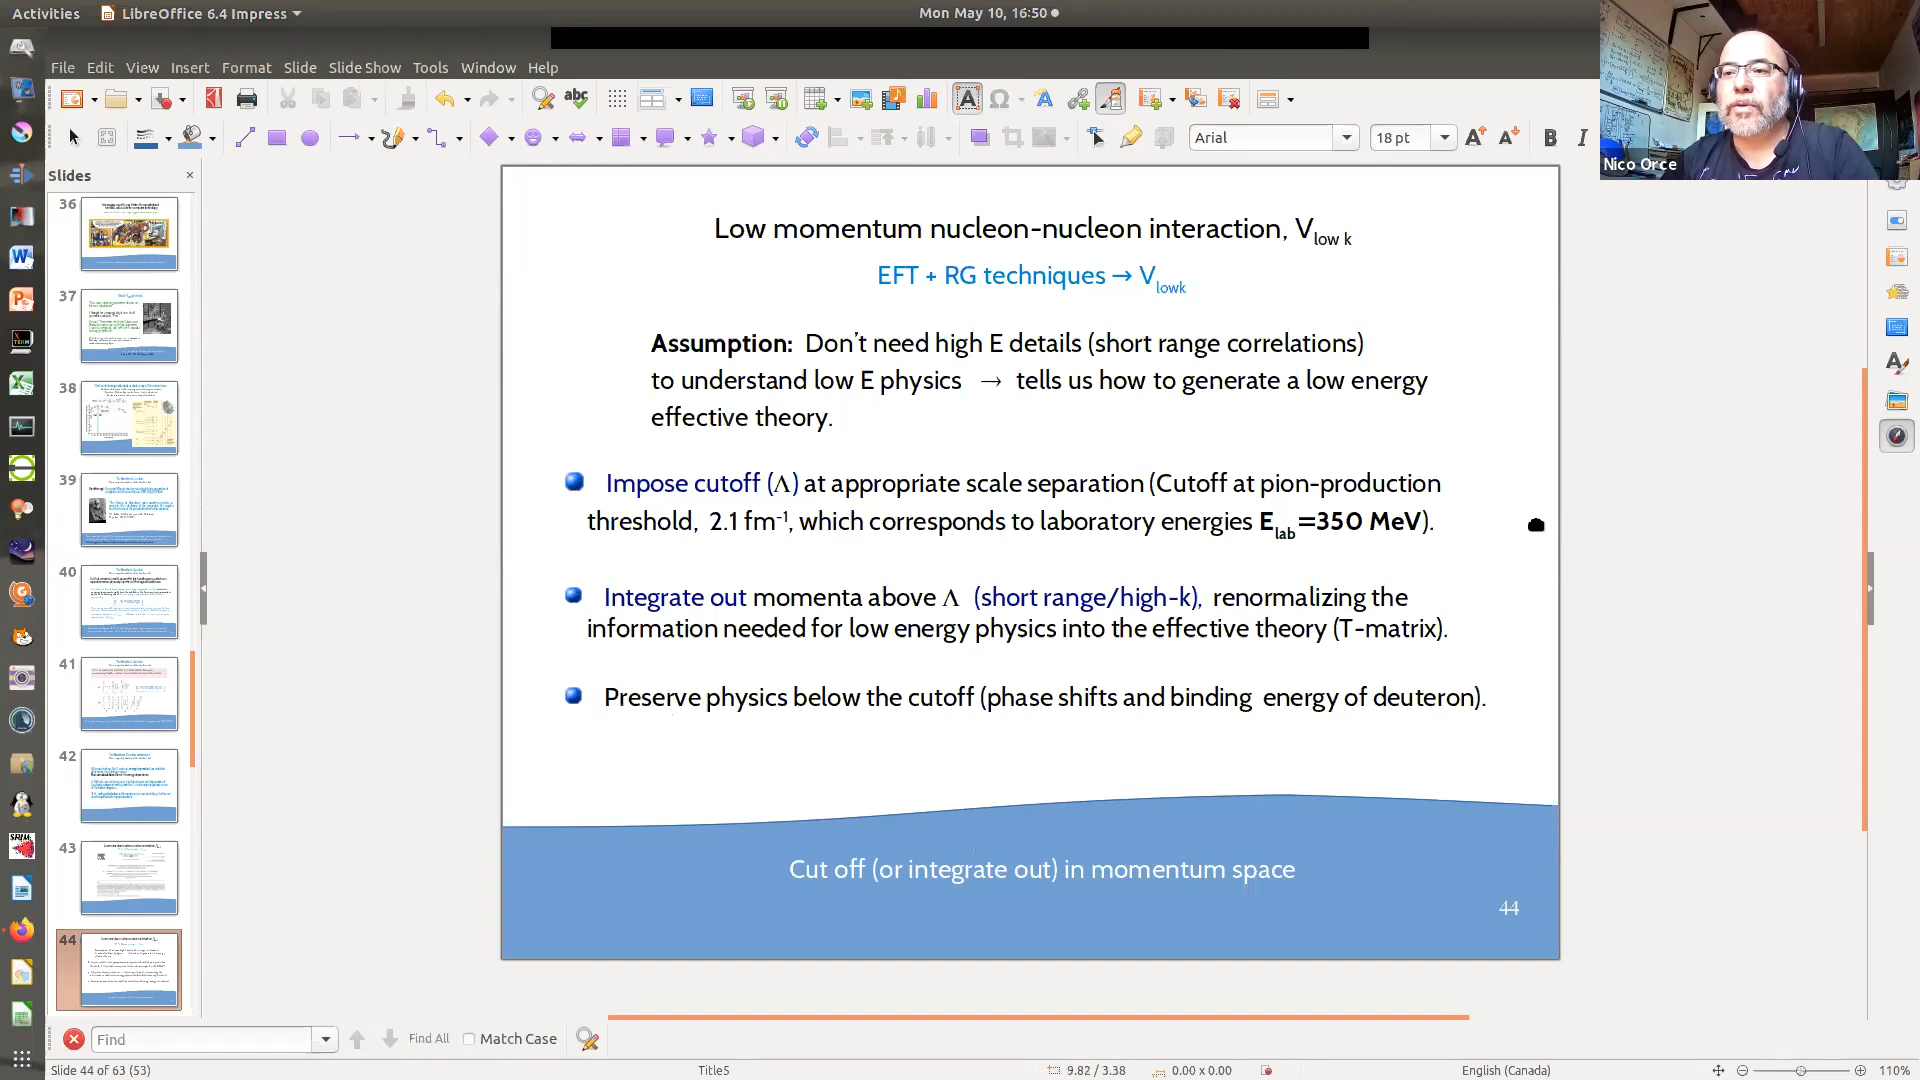 Activities
LibreOffice 6.4 Impress
Mon May 10, 16:50
File Edit View Insert Format Slide Slide Show Tools Window Help
Arial
18 pt
Nico Orce
Slides
36
37
38
39
40
41
42
43
44
Low momentum nucleon-nucleon interaction, V low k
EFT + RG techniques → V lowk
Assumption: Don't need high E details (short range correlations)
to understand low E physics → tells us how to generate a low energy
effective theory.
Impose cutoff (Λ) at appropriate scale separation (Cutoff at pion-production
threshold, 2.1 fm-1, which corresponds to laboratory energies E lab=350 MeV).
Integrate out momenta above Λ (short range/high-k), renormalizing the
information needed for low energy physics into the effective theory (T-matrix).
Preserve physics below the cutoff (phase shifts and binding energy of deuteron).
Cut off (or integrate out) in momentum space
44
Find
Find All
Match Case
Slide 44 of 63 (53)
Title5
9.82 / 3.38
0.00 x 0.00
English (Canada)
110%